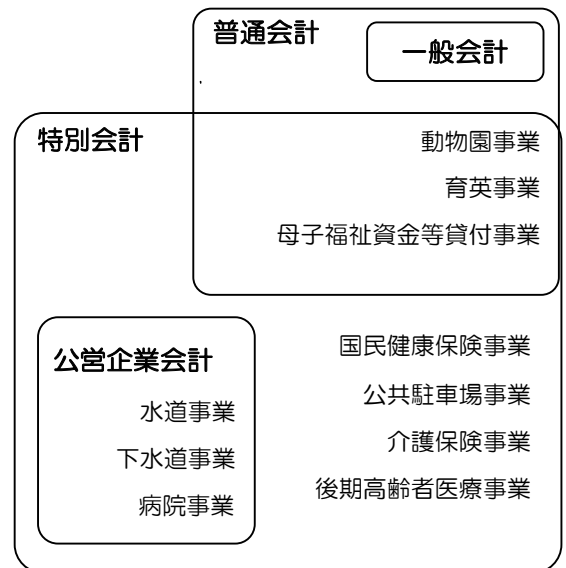 普通会計
一般会計
特別会計
動物園事業
育英事業
母子福祉資金等貸付事業
公営企業会計
水道事業
下水道事業
病院事業
国民健康保険事業
公共駐車場事業
介護保険事業
後期高齢者医療事業